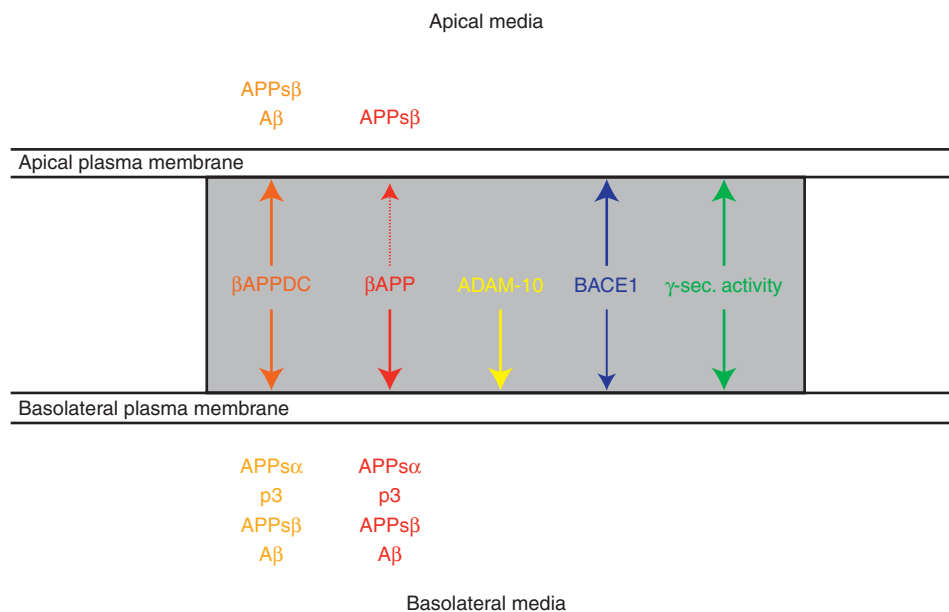 Apical media
APPsβ APPsβ
Aβ
Apical plasma membrane
βAPPDC βAPP ADAM-10 BACE1 γ-sec. activity
Basolateral plasma membrane
APPsα APPsα
p3 p3
APPsβ APPsβ
Aβ Aβ
Basolateral media